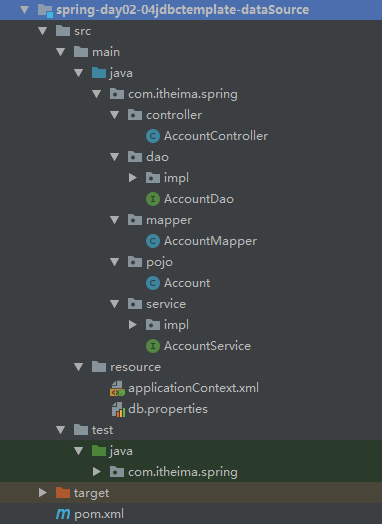 spring-day02-04jdbctemplate-dataSource
src
main
java
com.itheima.spring
controller
AccountController
dao
impl
AccountDao
mapper
AccountMapper
pojo
Account
service
impl
AccountService
resource
applicationContext.xml
db.properties
test
java
com.itheima.spring
target
pom.xml